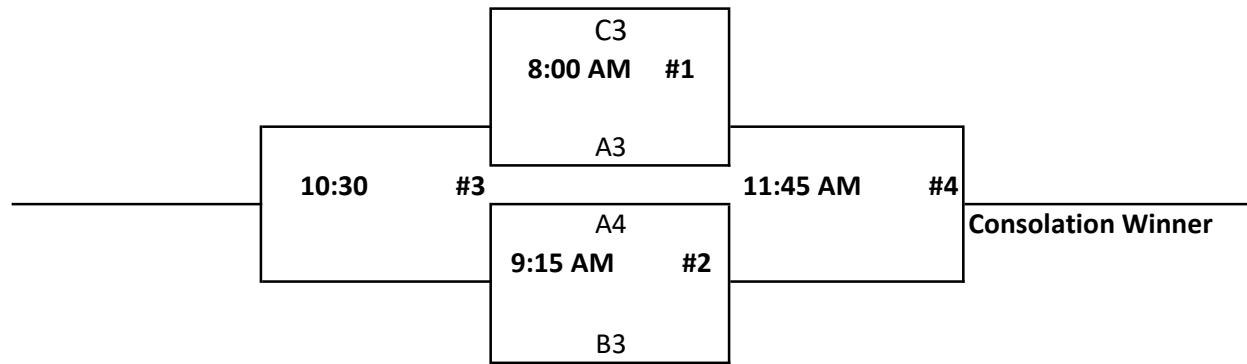 C3
8:00 AM #1
A3
10:30 #3
11:45 AM #4
A4
Consolation Winner
9:15 AM #2
B3